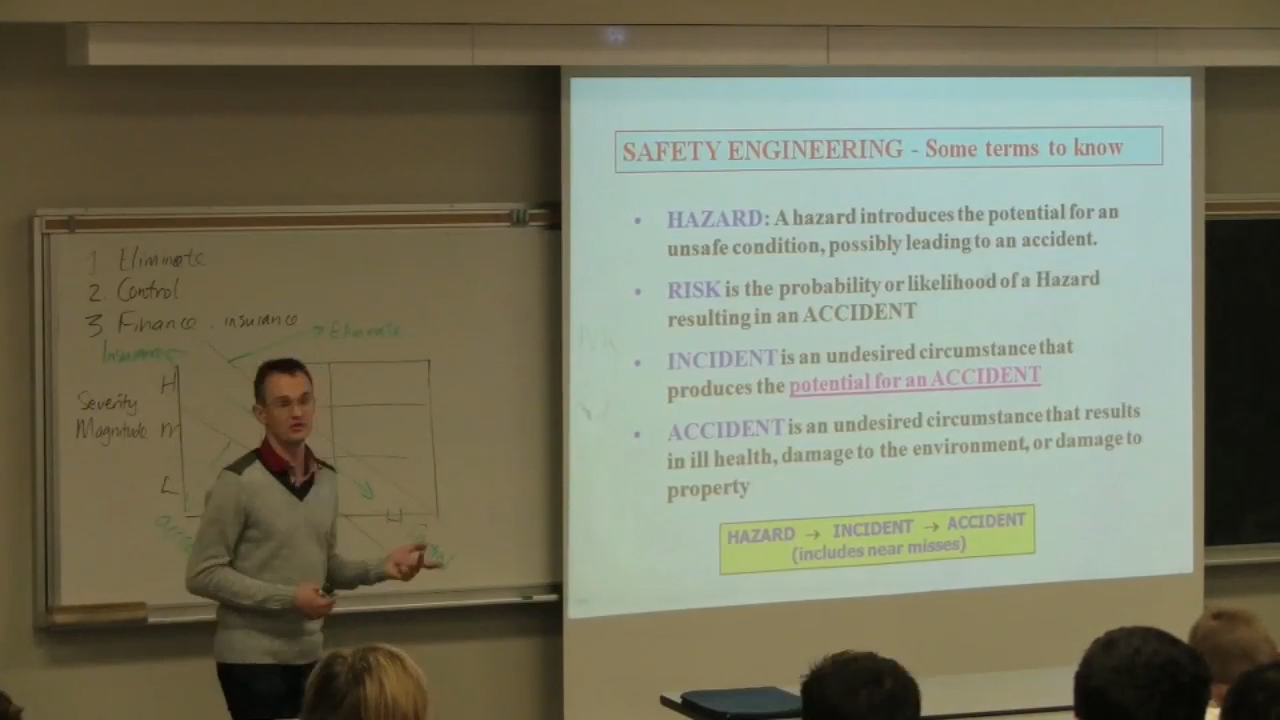 1 Eliminate
2. Control
3 Finance . insurance
Eliminate
H
Severity
Magnitude M
L
H
SAFETY ENGINEERING - Some terms to know
• HAZARD: A hazard introduces the potential for an
unsafe condition, possibly leading to an accident.
• RISK is the probability or likelihood of a Hazard
resulting in an ACCIDENT
• INCIDENT is an undesired circumstance that
produces the potential for an ACCIDENT
• ACCIDENT is an undesired circumstance that results
in ill health, damage to the environment, or damage to
property
HAZARD → INCIDENT → ACCIDENT
(includes near misses)